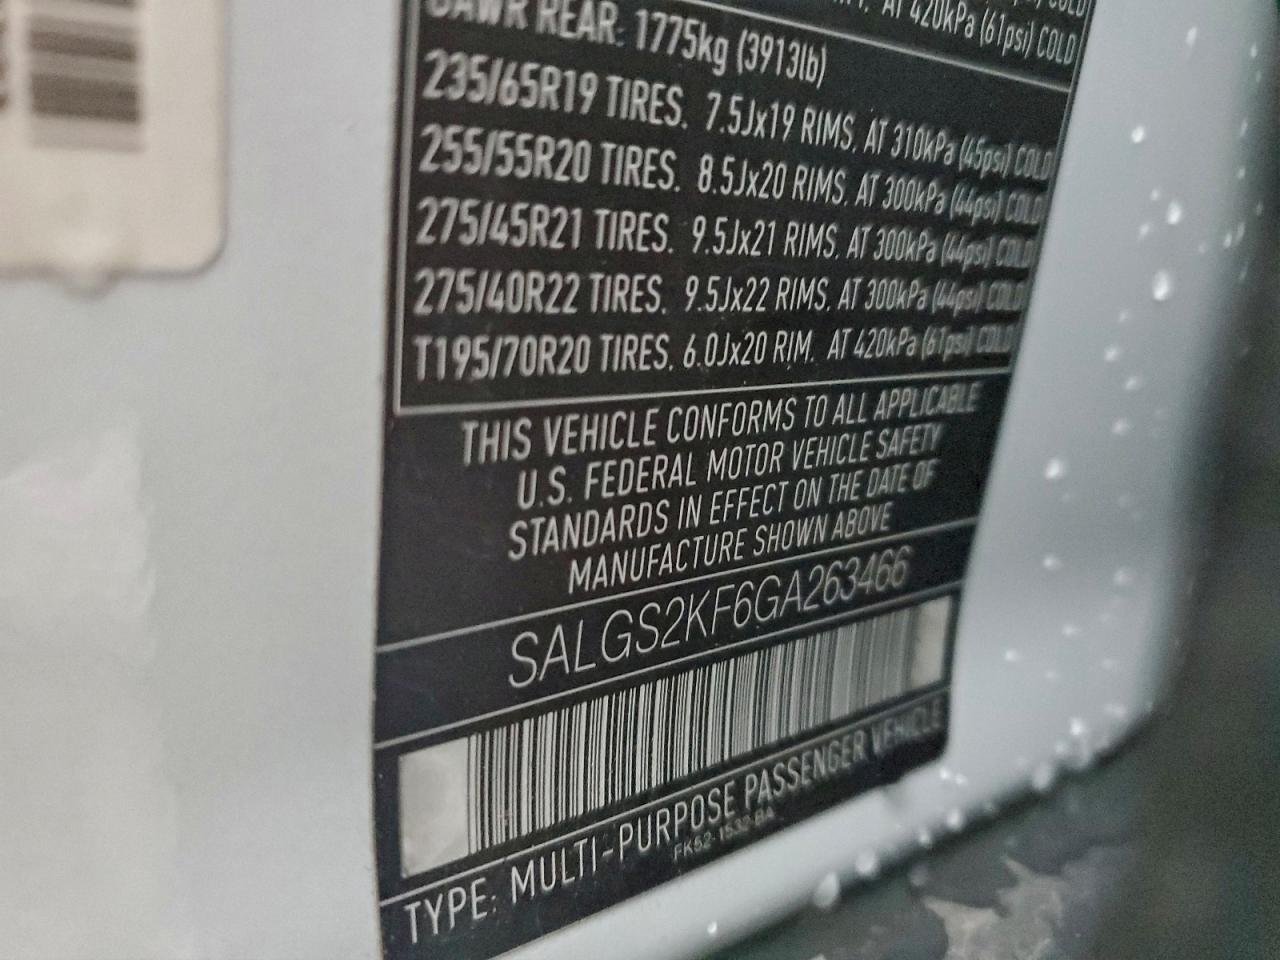 AT 420kPa (61psi) COLD
GAWR REAR: 1775kg (3913lb)
235/65R19 TIRES. 7.5Jx19 RIMS. AT 310kPa (45psi) COLD
255/55R20 TIRES. 8.5Jx20 RIMS. AT 300kPa (44psi) COLD
275/45R21 TIRES. 9.5Jx21 RIMS. AT 300kPa (44psi) COLD
275/40R22 TIRES. 9.5Jx22 RIMS. AT 300kPa (44psi) COLD
T195/70R20 TIRES. 6.0Jx20 RIM. AT 420kPa (61psi) COLD
THIS VEHICLE CONFORMS TO ALL APPLICABLE
U.S. FEDERAL MOTOR VEHICLE SAFETY
STANDARDS IN EFFECT ON THE DATE OF
MANUFACTURE SHOWN ABOVE
SALGS2KF6GA263466
TYPE: MULTI-PURPOSE PASSENGER VEHICLE
FK52-1532-BA